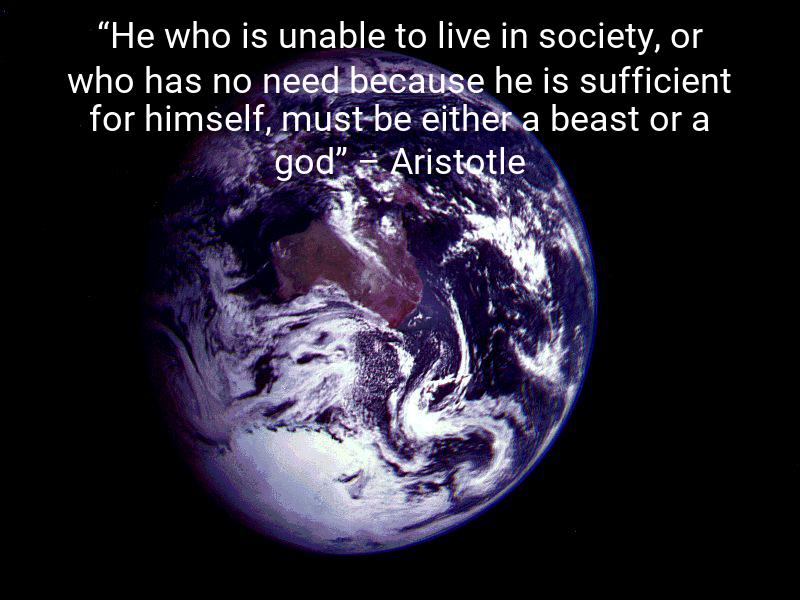 “He who is unable to live in society, or
who has no need because he is sufficient
for himself, must be either a beast or a
god” – Aristotle